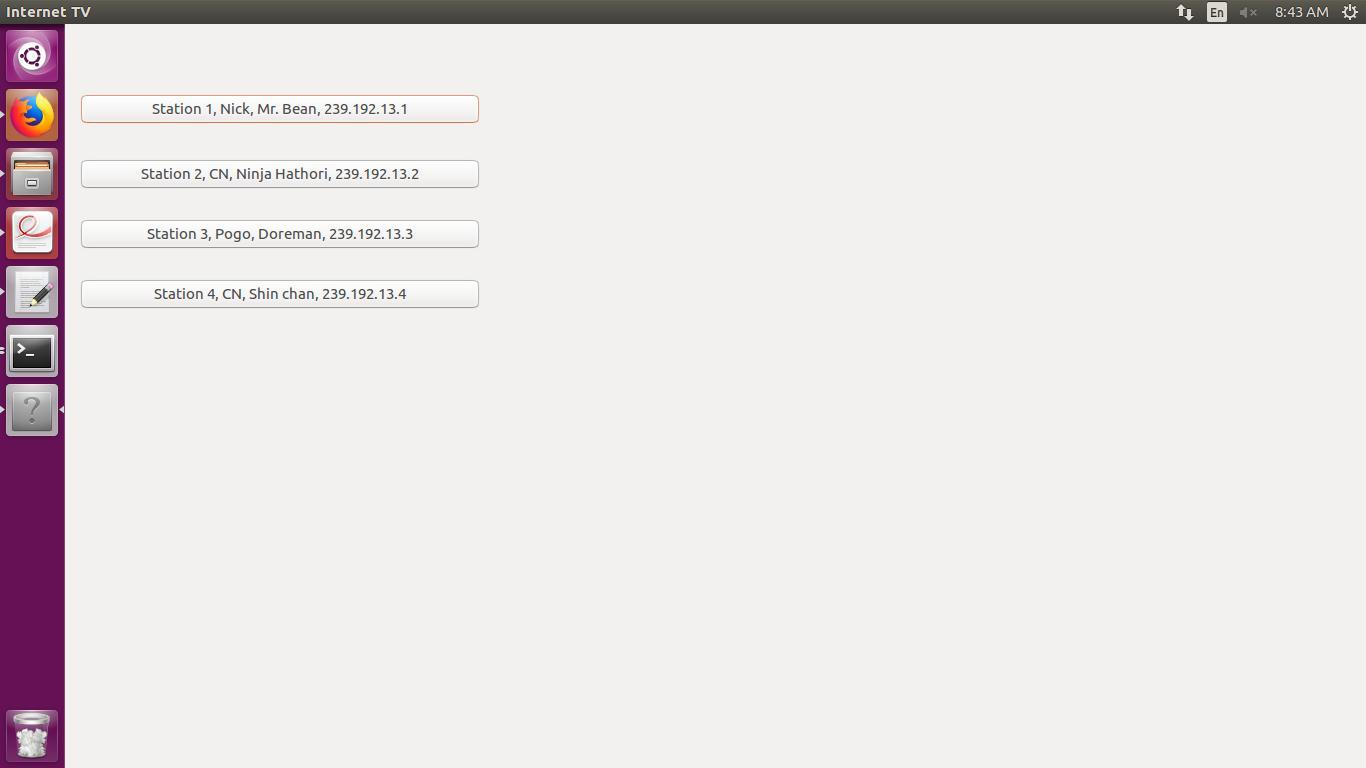 Internet TV
En
8:43 AM
Station 1, Nick, Mr. Bean, 239.192.13.1
Station 2, CN, Ninja Hathori, 239.192.13.2
Station 3, Pogo, Doreman, 239.192.13.3
Station 4, CN, Shin chan, 239.192.13.4
>_
?